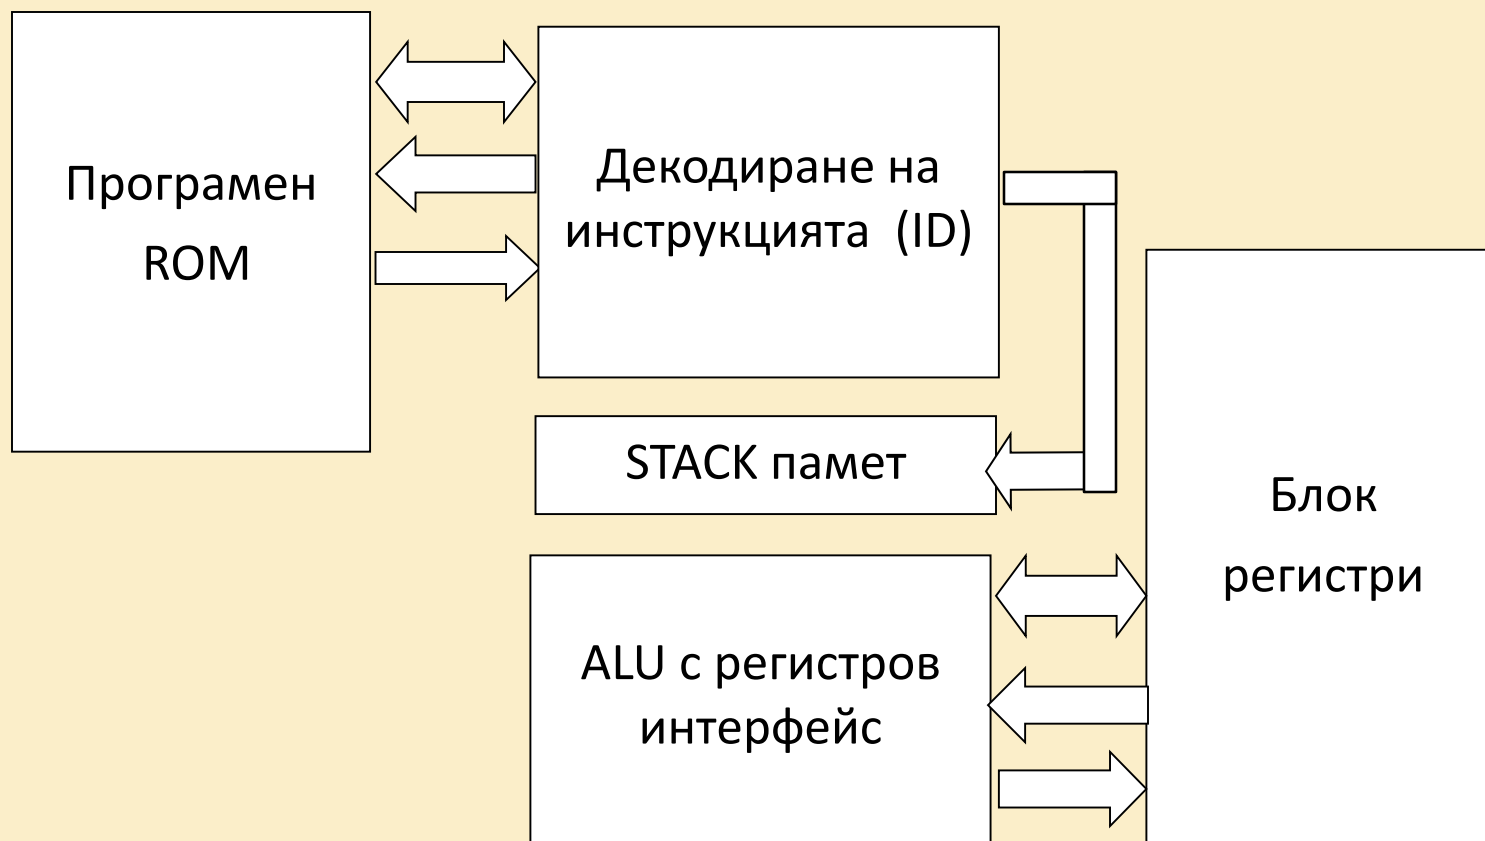 Програмен
ROM
Декодиране на
инструкцията (ID)
STACK памет
Блок
регистри
ALU с регистров
интерфейс